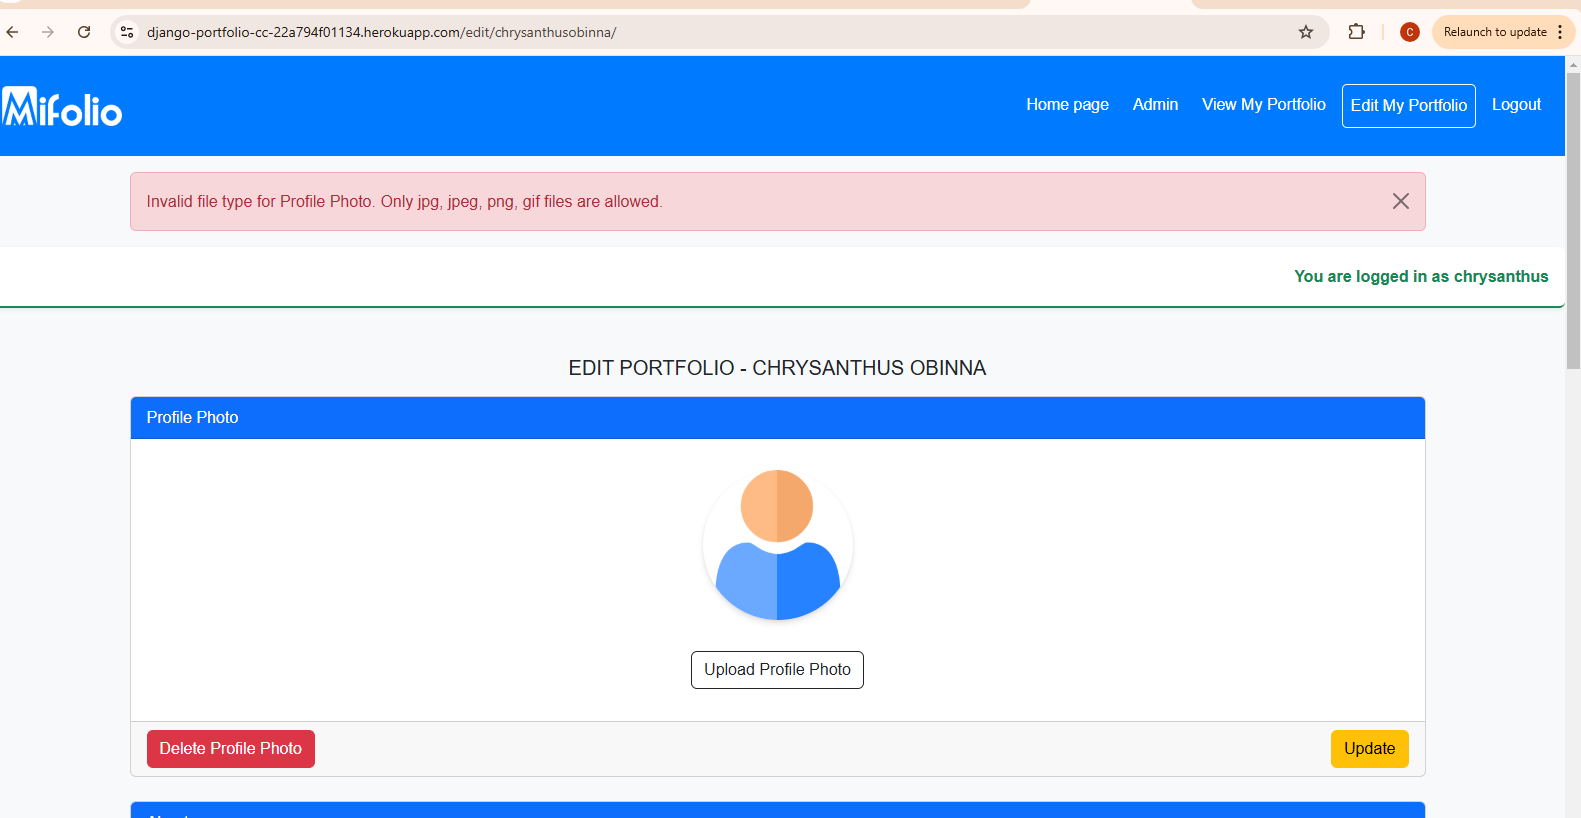 django-portfolio-cc-22a794f01134.herokuapp.com/edit/chrysanthusobinna/
C
Relaunch to update
Mifolio
Home page
Admin
View My Portfolio
Edit My Portfolio
Logout
Invalid file type for Profile Photo. Only jpg, jpeg, png, gif files are allowed.
You are logged in as chrysanthus
EDIT PORTFOLIO - CHRYSANTHUS OBINNA
Profile Photo
Upload Profile Photo
Delete Profile Photo
Update